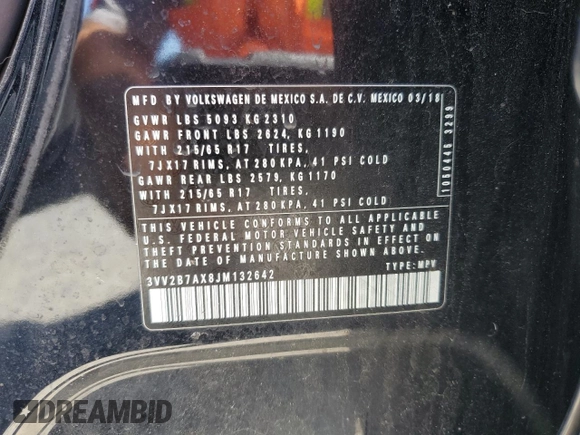 MFD BY VOLKSWAGEN DE MEXICO S.A. DE C.V. MEXICO 03/18
GVWR LBS 5093 KG 2310
GAWR FRONT LBS 2624, KG 1190
WITH 215/65 R17 TIRES,
7JX17 RIMS, AT 280 KPA, 41 PSI COLD
GAWR REAR LBS 2579, KG 1170
WITH 215/65 R17 TIRES,
7JX17 RIMS, AT 280 KPA, 41 PSI COLD
THIS VEHICLE CONFORMS TO ALL APPLICABLE
U.S. FEDERAL MOTOR VEHICLE SAFETY AND
THEFT PREVENTION STANDARDS IN EFFECT ON
THE DATE OF MANUFACTURE SHOWN ABOVE.
3VV2B7AX8JM132642 TYPE: MPV
1050446 3299
DREAMBID